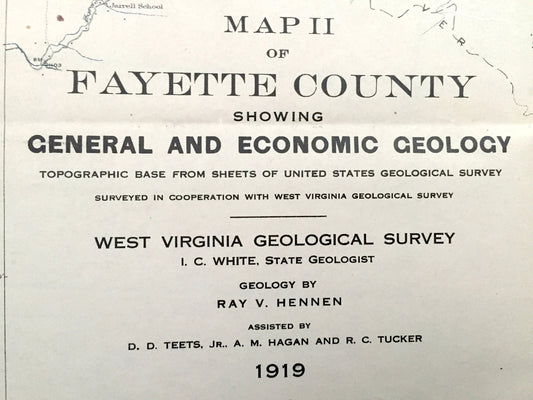 Jarrell School
MAP II
OF
FAYETTE COUNTY
SHOWING
GENERAL AND ECONOMIC GEOLOGY
TOPOGRAPHIC BASE FROM SHEETS OF UNITED STATES GEOLOGICAL SURVEY
SURVEYED IN COOPERATION WITH WEST VIRGINIA GEOLOGICAL SURVEY
WEST VIRGINIA GEOLOGICAL SURVEY
I. C. WHITE, STATE GEOLOGIST
GEOLOGY BY
RAY V. HENNEN
ASSISTED BY
D. D. TEETS, JR., A. M. HAGAN AND R. C. TUCKER
1919